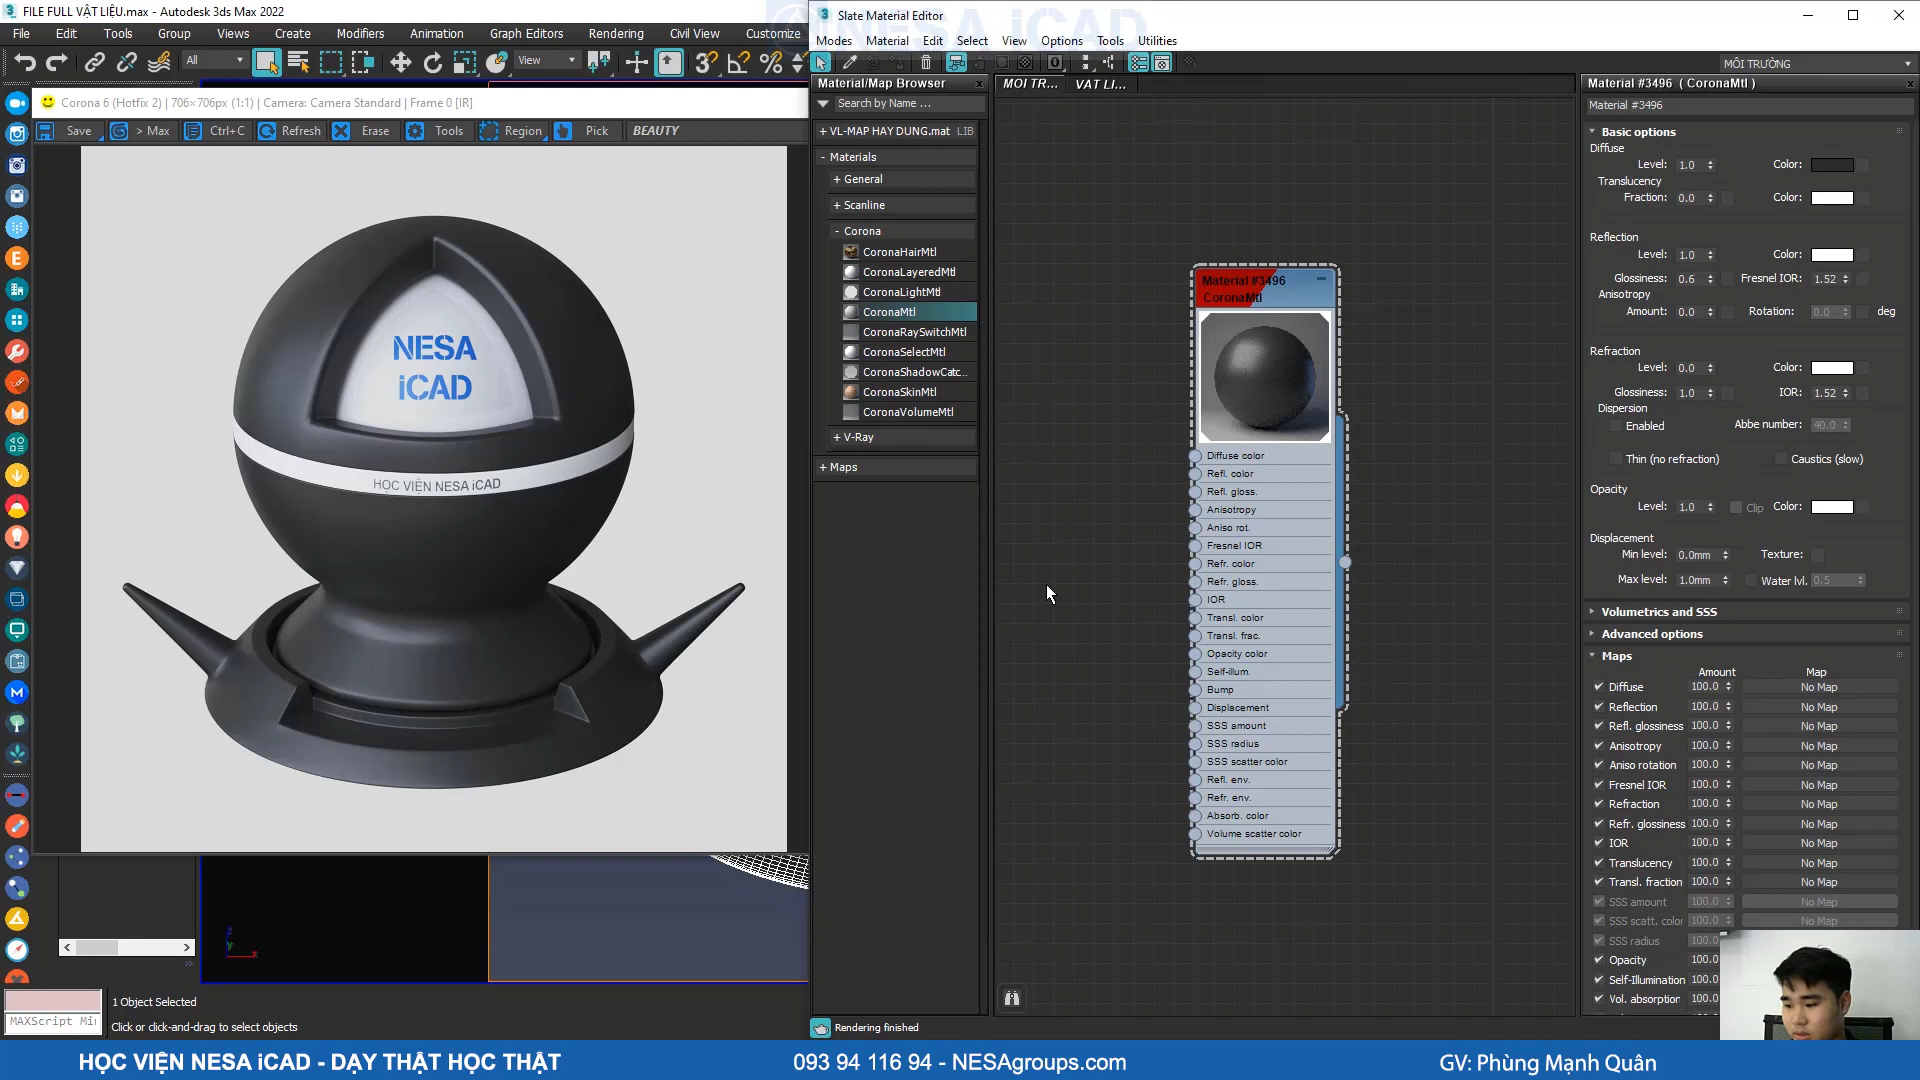 FILE FULL VẬT LIỆU.max - Autodesk 3ds Max 2022
File Edit Tools Group Views Create Modifiers Animation Graph Editors Rendering Civil View Customize
All View
Corona 6 (Hotfix 2) | 706×706px (1:1) | Camera: Camera Standard | Frame 0 [IR]
Save > Max Ctrl+C Refresh Erase Tools Region Pick BEAUTY
NESA
iCAD
HỌC VIỆN NESA iCAD
1 Object Selected
MAXScript Mi
Click or click-and-drag to select objects
NESA iCAD
Slate Material Editor
Modes Material Edit Select View Options Tools Utilities
MÔI TRƯỜNG
Material/Map Browser
Search by Name ...
+ VL-MAP HAY DUNG.mat LIB
- Materials
+ General
+ Scanline
- Corona
CoronaHairMtl
CoronaLayeredMtl
CoronaLightMtl
CoronaMtl
CoronaRaySwitchMtl
CoronaSelectMtl
CoronaShadowCatc...
CoronaSkinMtl
CoronaVolumeMtl
+ V-Ray
+ Maps
MOI TR... VAT LI...
Material #3496
CoronaMtl
Diffuse color
Refl. color
Refl. gloss.
Anisotropy
Aniso rot.
Fresnel IOR
Refr. color
Refr. gloss.
IOR
Transl. color
Transl. frac.
Opacity color
Self-illum.
Bump
Displacement
SSS amount
SSS radius
SSS scatter color
Refl. env.
Refr. env.
Absorb. color
Volume scatter color
Rendering finished
Material #3496 ( CoronaMtl )
Material #3496
Basic options
Diffuse
Level: 1.0 Color:
Translucency
Fraction: 0.0 Color:
Reflection
Level: 1.0 Color:
Glossiness: 0.6 Fresnel IOR: 1.52
Anisotropy
Amount: 0.0 Rotation: 0.0 deg
Refraction
Level: 0.0 Color:
Glossiness: 1.0 IOR: 1.52
Dispersion
Enabled Abbe number: 40.0
Thin (no refraction) Caustics (slow)
Opacity
Level: 1.0 Clip Color:
Displacement
Min level: 0.0mm Texture:
Max level: 1.0mm Water lvl. 0.5
Volumetrics and SSS
Advanced options
Maps
Amount Map
Diffuse 100.0 No Map
Reflection 100.0 No Map
Refl. glossiness 100.0 No Map
Anisotropy 100.0 No Map
Aniso rotation 100.0 No Map
Fresnel IOR 100.0 No Map
Refraction 100.0 No Map
Refr. glossiness 100.0 No Map
IOR 100.0 No Map
Translucency 100.0 No Map
Transl. fraction 100.0 No Map
SSS amount 100.0 No Map
SSS scatt. color 100.0 No Map
SSS radius 100.0
Opacity 100.0
Self-Illumination 100.0
Vol. absorption 100.0
HỌC VIỆN NESA iCAD - DẠY THẬT HỌC THẬT
093 94 116 94 - NESAgroups.com
GV: Phùng Mạnh Quân